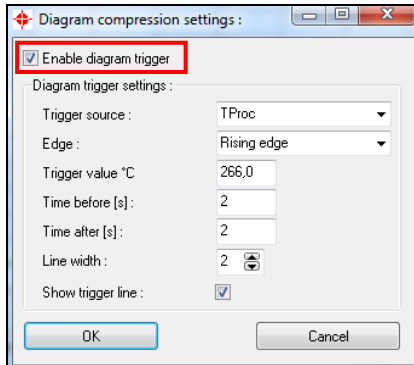 Diagram compression settings :
Enable diagram trigger
Diagram trigger settings :
Trigger source : TProc
Edge : Rising edge
Trigger value °C 266,0
Time before [s] : 2
Time after [s] : 2
Line width : 2
Show trigger line :
OK Cancel